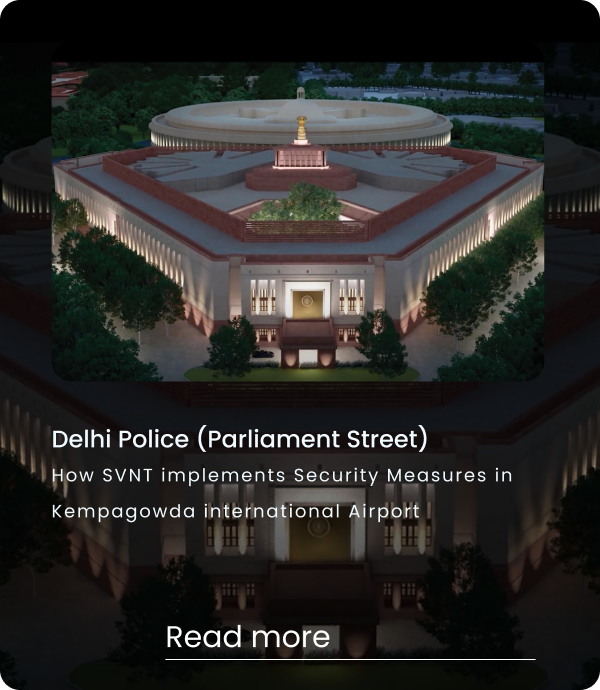 Delhi Police (Parliament Street)
How SVNT implements Security Measures in
Kempagowda international Airport
Read more